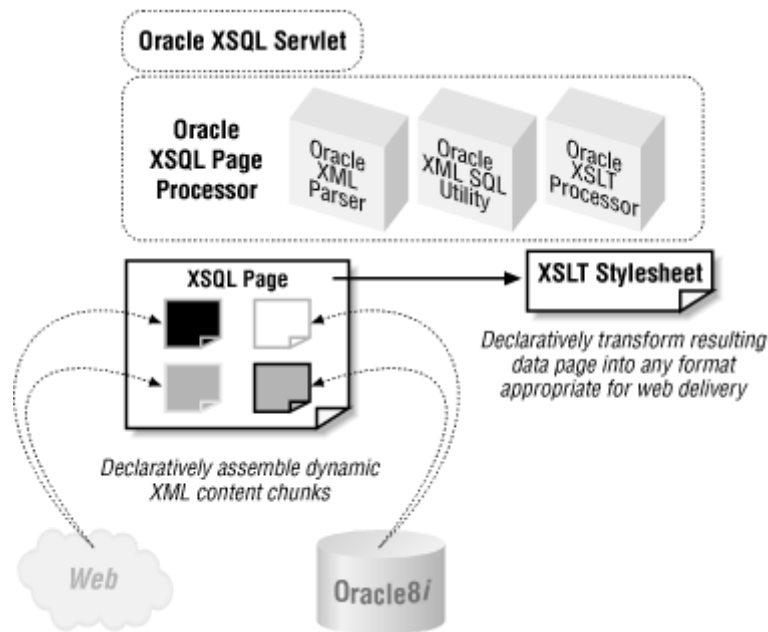 Oracle XSQL Servlet
Oracle
XSQL Page
Processor
Oracle
XML
Parser
Oracle
XML SQL
Utility
Oracle
XSLT
Processor
XSQL Page
XSLT Stylesheet
Declaratively transform resulting
data page into any format
appropriate for web delivery
Declaratively assemble dynamic
XML content chunks
Web
Oracle8i